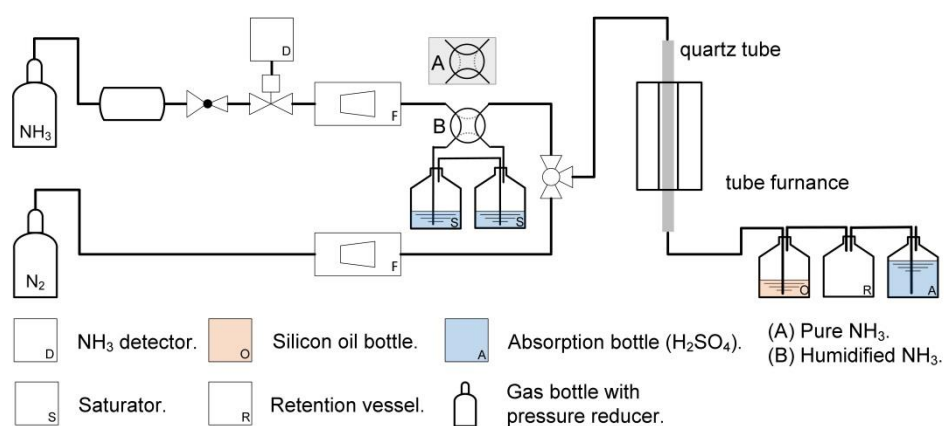 D
A
quartz tube
NH₃
F
B
S
S
tube furnance
N₂
F
O
R
A
D
NH₃ detector.
O
Silicon oil bottle.
A
Absorption bottle (H₂SO₄).
(A) Pure NH₃.
(B) Humidified NH₃.
S
Saturator.
R
Retention vessel.
Gas bottle with
pressure reducer.